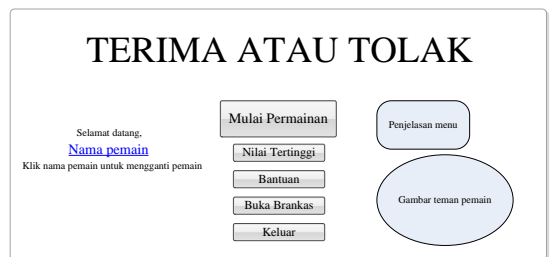 TERIMA ATAU TOLAK
Selamat datang,
Nama pemain
Klik nama pemain untuk mengganti pemain
Mulai Permainan
Nilai Tertinggi
Bantuan
Buka Brankas
Keluar
Penjelasan menu
Gambar teman pemain